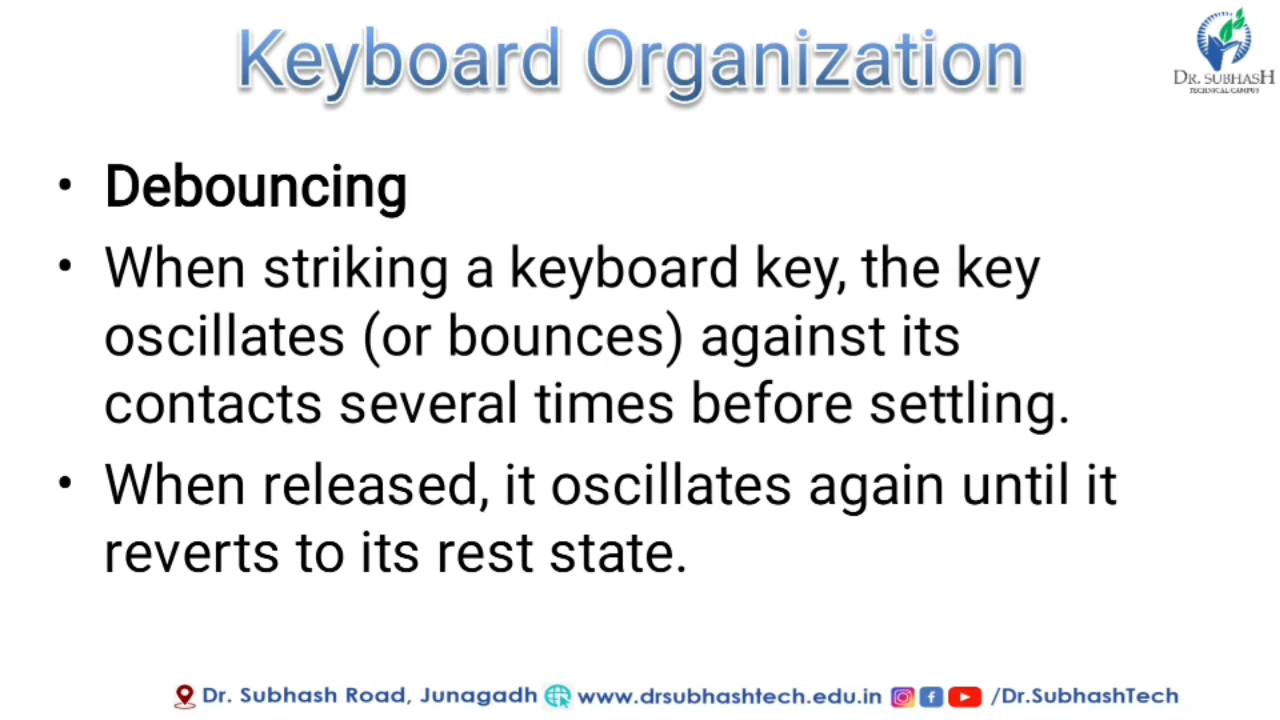 Keyboard Organization
DR. SUBHASH
TECHNICAL CAMPUS
• Debouncing
• When striking a keyboard key, the key
oscillates (or bounces) against its
contacts several times before settling.
• When released, it oscillates again until it
reverts to its rest state.
Dr. Subhash Road, Junagadh www.drsubhashtech.edu.in /Dr.SubhashTech